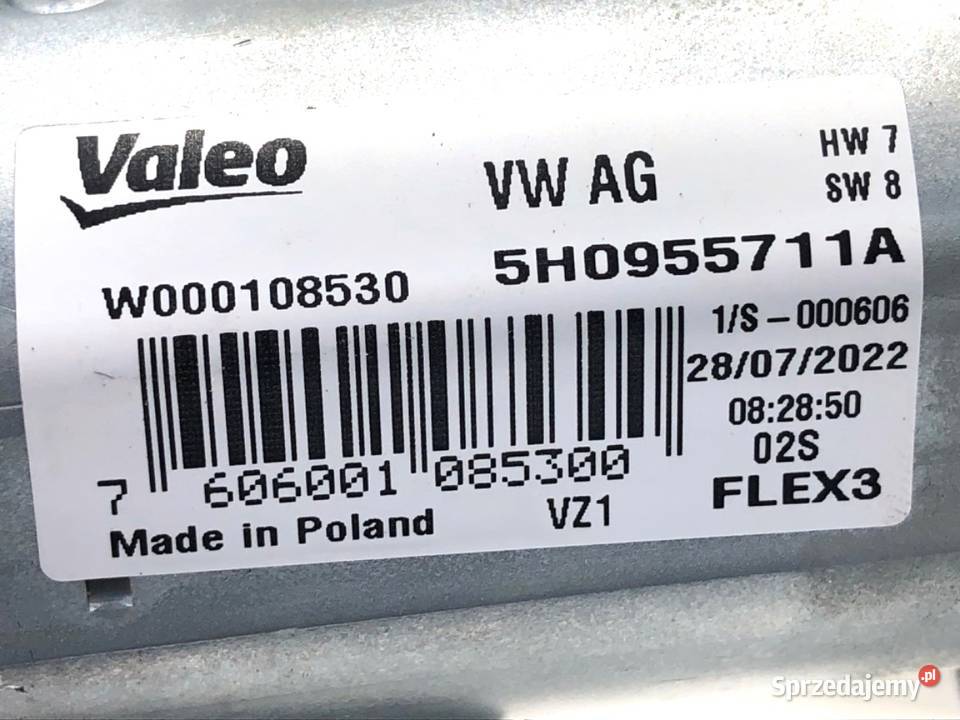 Valeo
VW AG
HW 7
SW 8
5H0955711A
W000108530
1/S-000606
28/07/2022
08:28:50
02S
FLEX3
7 606001 085300
VZ1
Made in Poland
Sprzedajemy.pl